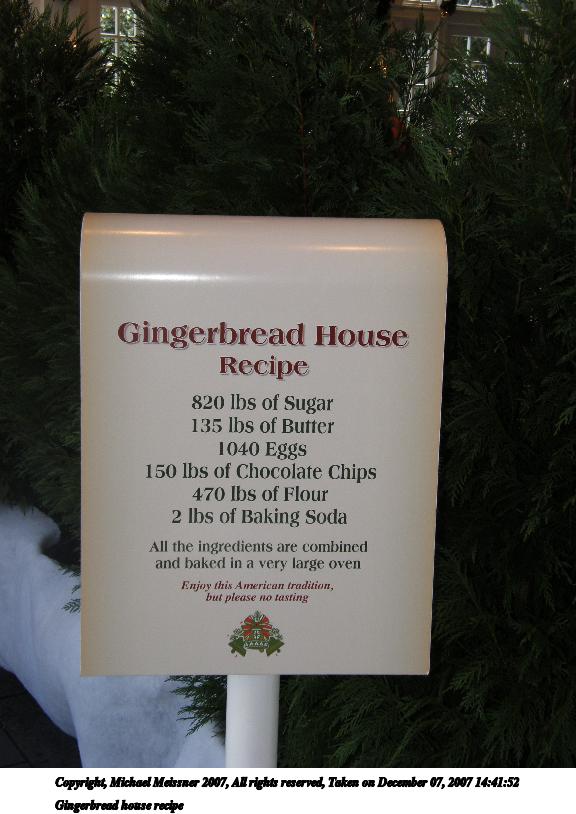 Gingerbread House
Recipe
820 lbs of Sugar
135 lbs of Butter
1040 Eggs
150 lbs of Chocolate Chips
470 lbs of Flour
2 lbs of Baking Soda
All the ingredients are combined
and baked in a very large oven
Enjoy this American tradition,
but please no tasting
Copyright, Michael Meissner 2007, All rights reserved, Taken on December 07, 2007 14:41:52
Gingerbread house recipe